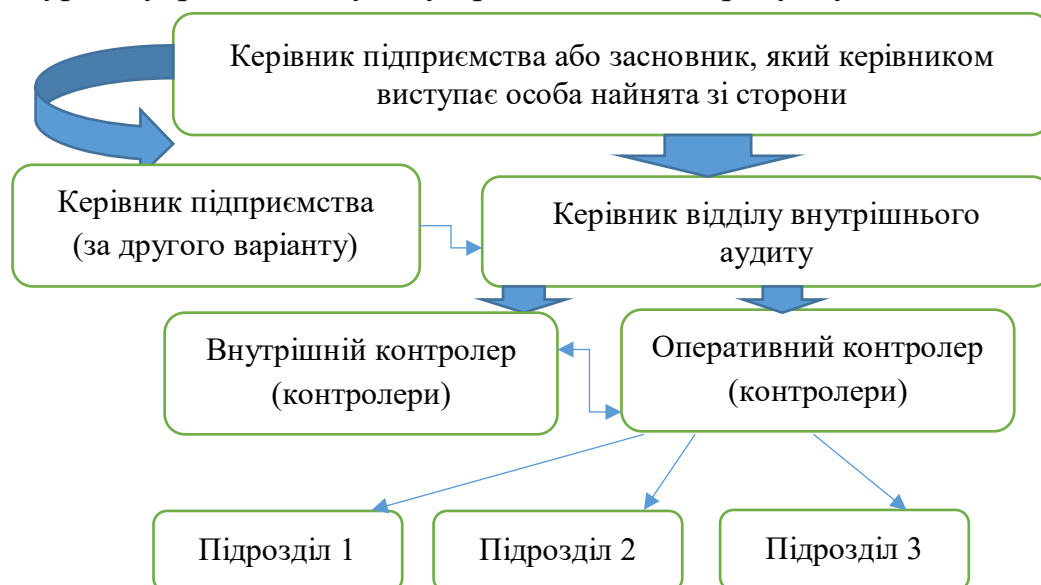 Керівник підприємства або засновник, який керівником
виступає особа найнята зі сторони
Керівник підприємства
(за другого варіанту)
Керівник відділу внутрішнього
аудиту
Внутрішній контролер
(контролери)
Оперативний контролер
(контролери)
Підрозділ 1
Підрозділ 2
Підрозділ 3